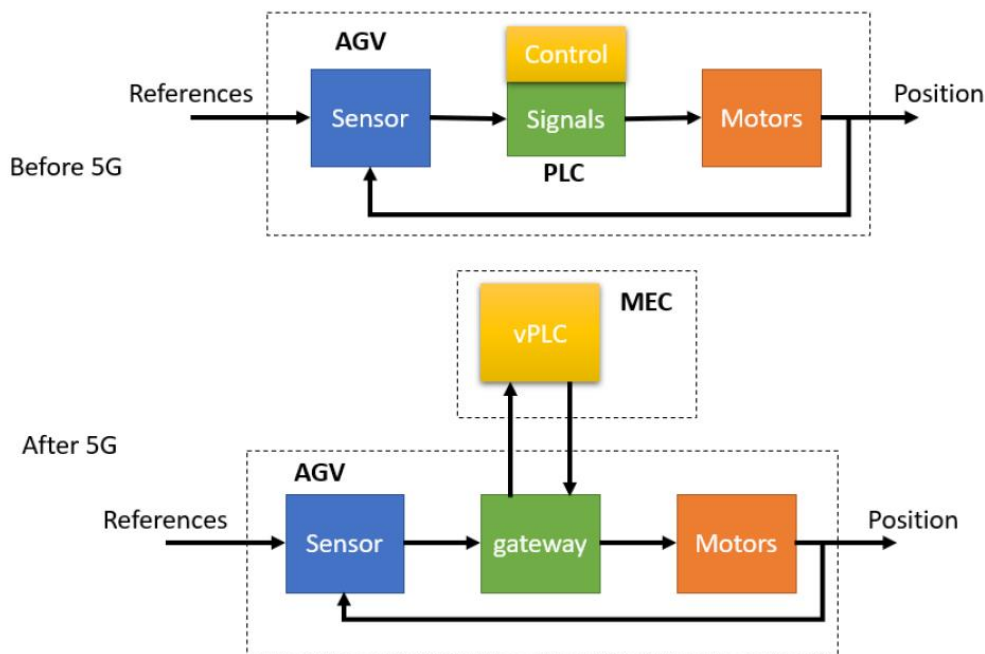 AGV
Control
References
Sensor
Signals
Motors
Position
Before 5G
PLC
MEC
vPLC
After 5G
AGV
References
Sensor
gateway
Motors
Position